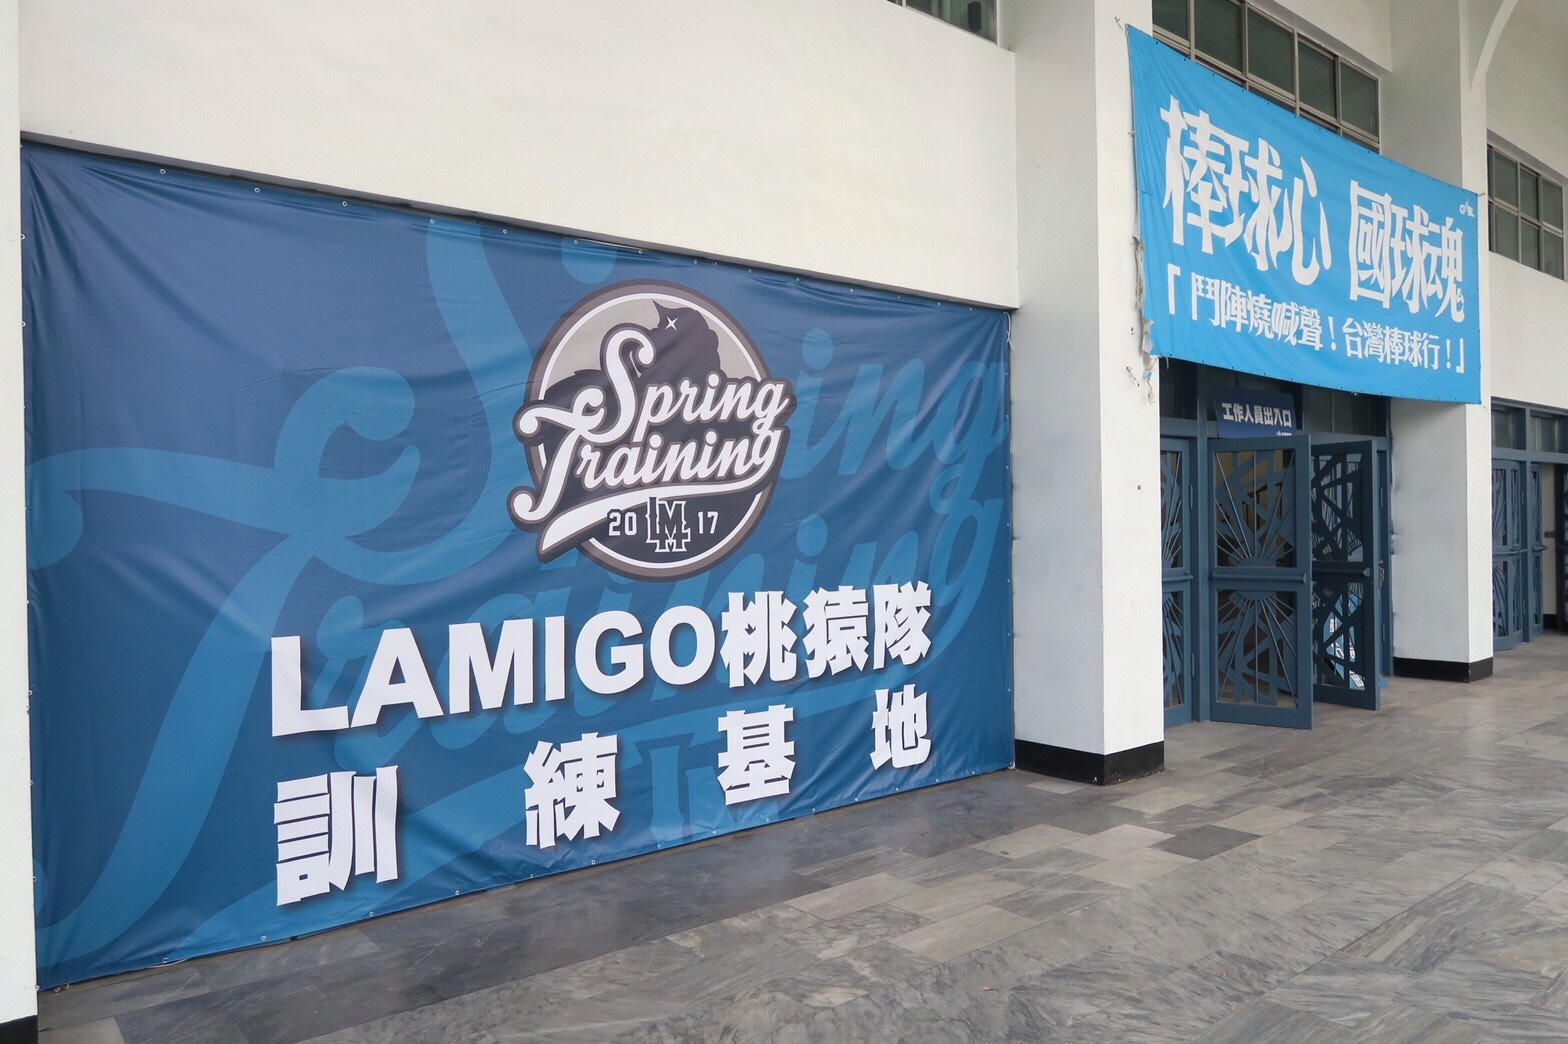 Spring
Training
20 LM 17
LAMIGO桃猿隊
訓練基地
棒球心 國球魂
「鬥陣燒喊聲！台灣棒球行！」
工作人員出入口